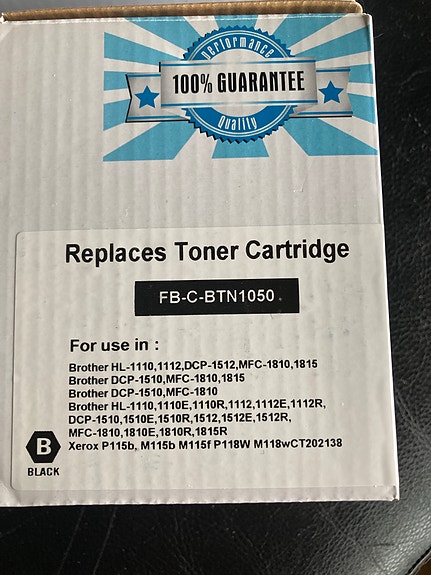 Performance
100% GUARANTEE
Quality
Replaces Toner Cartridge
FB-C-BTN1050
For use in :
Brother HL-1110,1112,DCP-1512,MFC-1810,1815
Brother DCP-1510,MFC-1810,1815
Brother DCP-1510,MFC-1810
Brother HL-1110,1110E,1110R,1112,1112E,1112R,
DCP-1510,1510E,1510R,1512,1512E,1512R,
MFC-1810,1810E,1810R,1815R
Xerox P115b, M115b M115f P118W M118wCT202138
B
BLACK